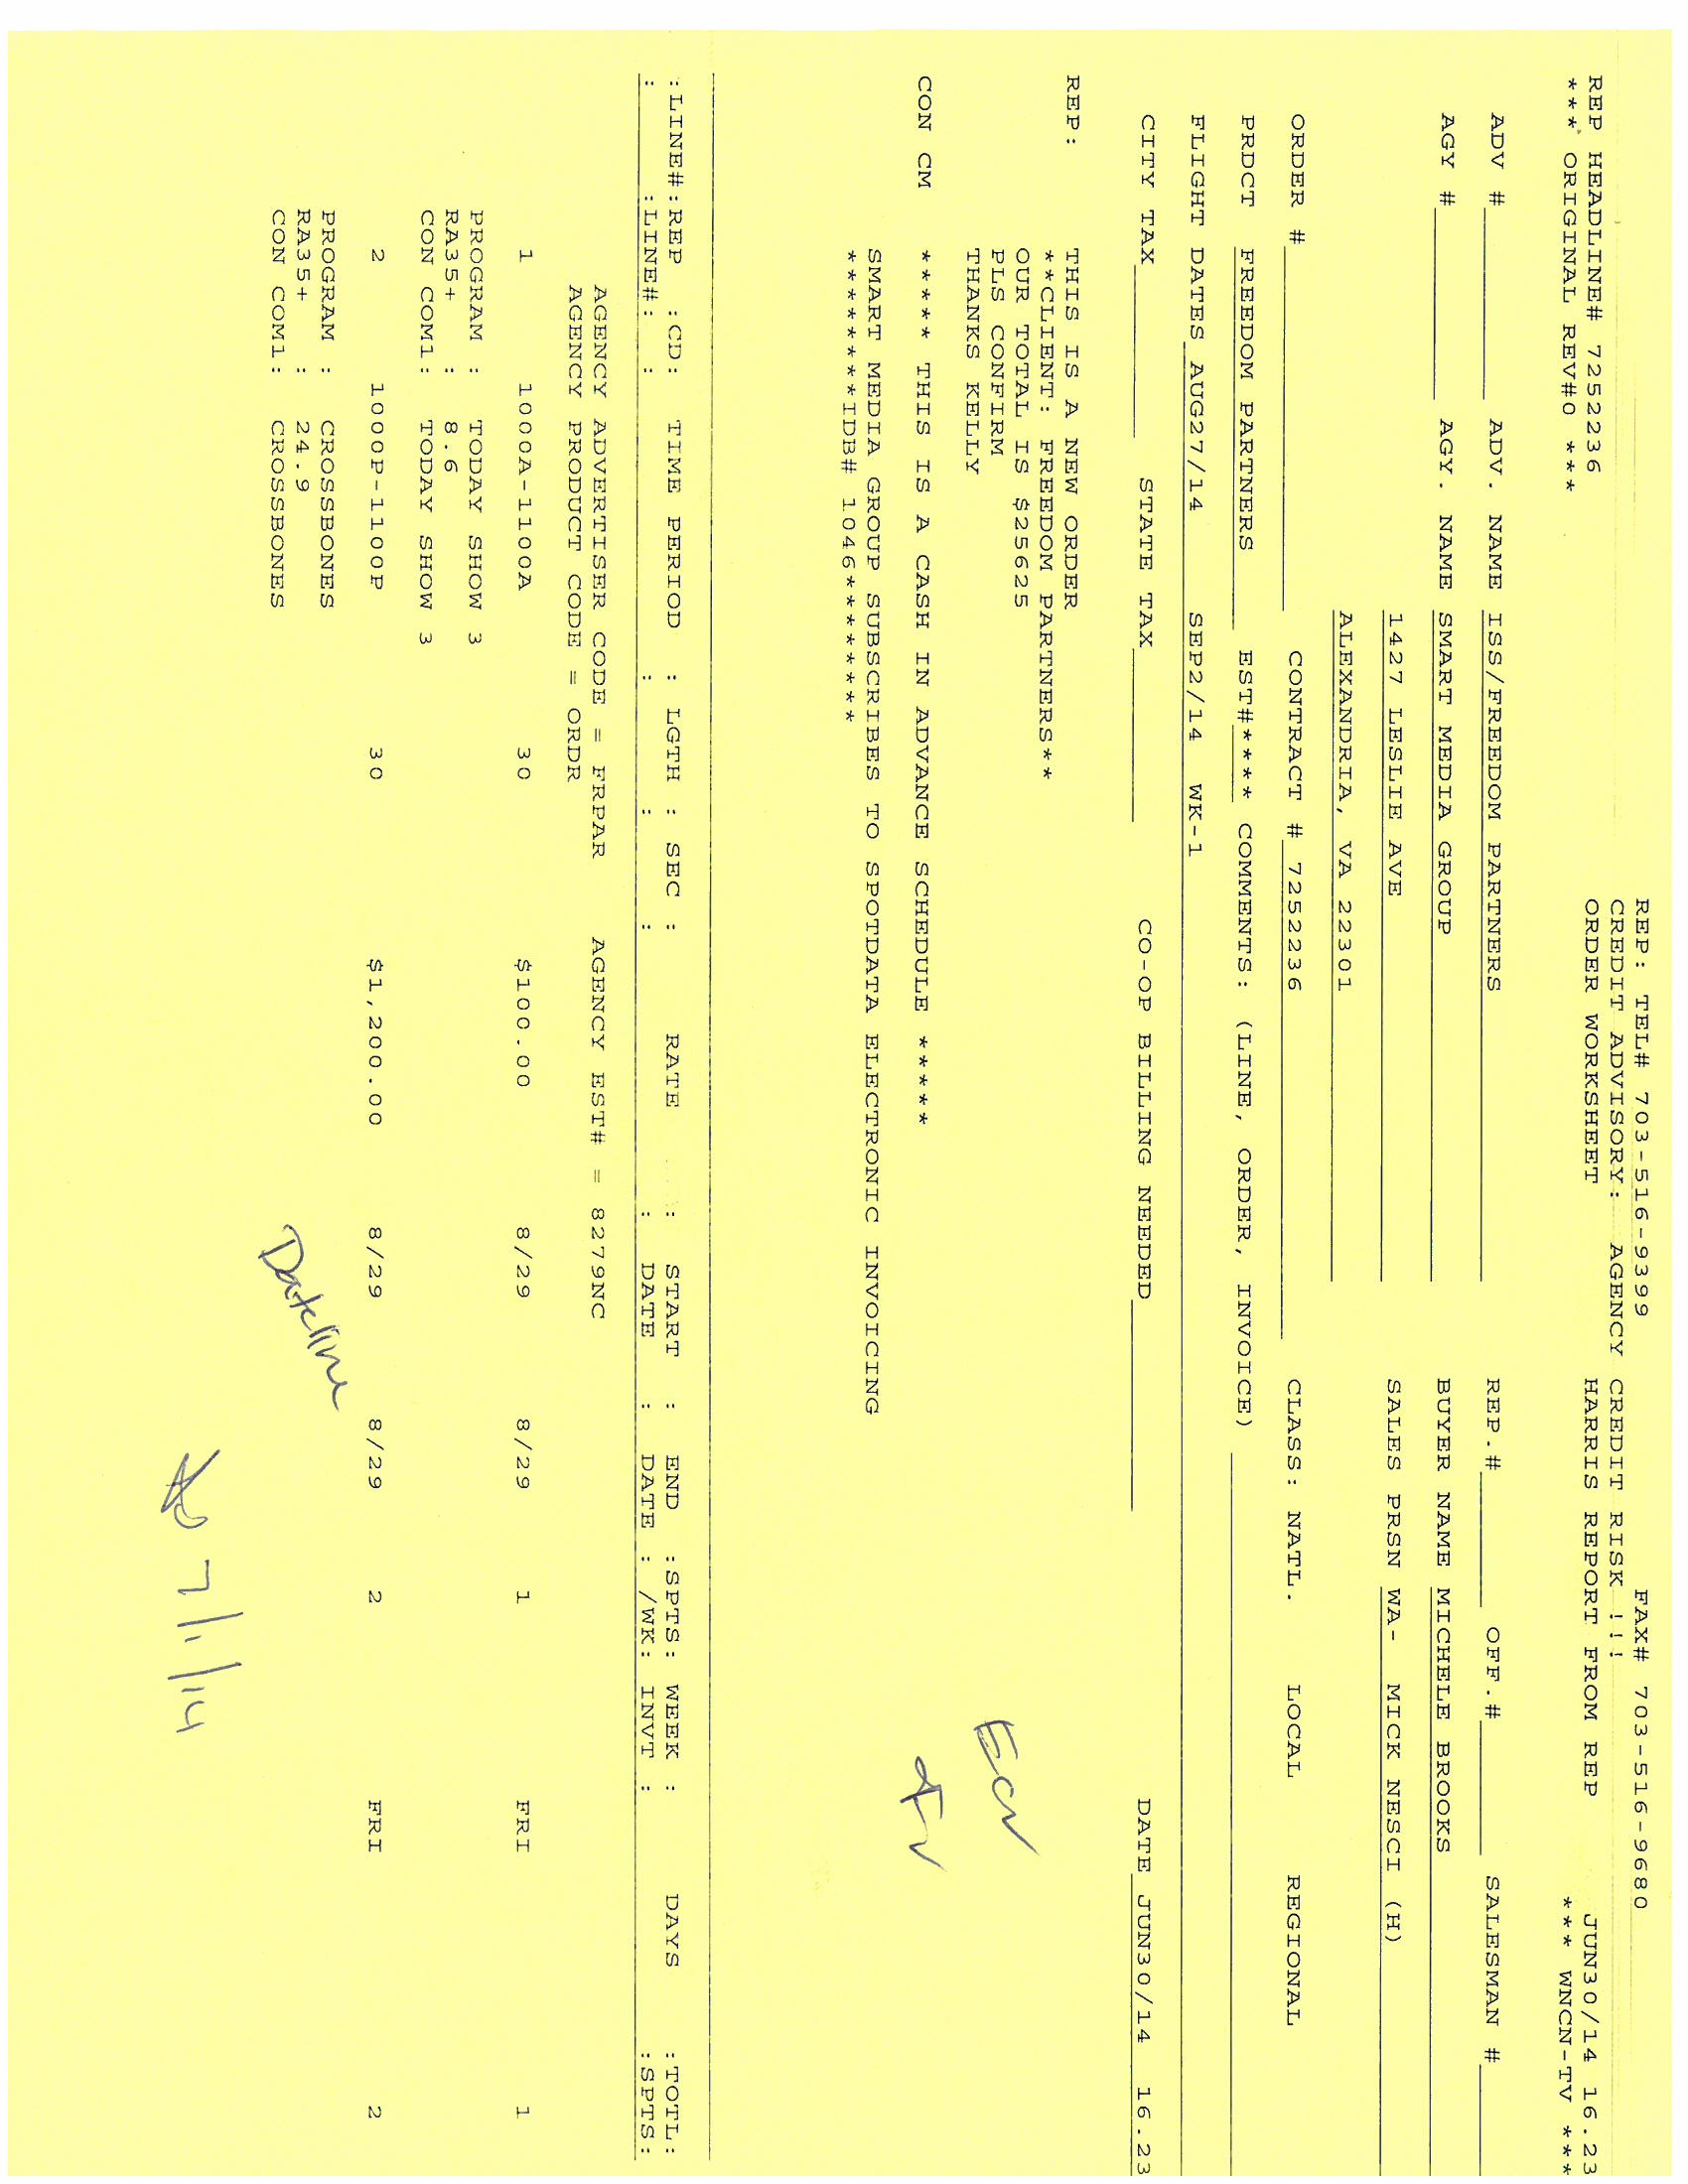 REP: TEL# 703-516-9399 FAX# 703-516-9680
CREDIT ADVISORY: AGENCY CREDIT RISK !!!
REP HEADLINE# 7252236 ORDER WORKSHEET HARRIS REPORT FROM REP JUN30/14 16.23
*** ORIGINAL REV#0 *** *** WNCN-TV ***
ADV # ADV. NAME ISS/FREEDOM PARTNERS REP.# OFF.# SALESMAN #
AGY # AGY. NAME SMART MEDIA GROUP BUYER NAME MICHELE BROOKS
1427 LESLIE AVE SALES PRSN WA- MICK NESCI (H)
ALEXANDRIA, VA 22301
ORDER # CONTRACT # 7252236 CLASS: NATL. LOCAL REGIONAL
PRDCT FREEDOM PARTNERS EST#**** COMMENTS: (LINE, ORDER, INVOICE)
FLIGHT DATES AUG27/14 SEP2/14 WK-1
CITY TAX STATE TAX CO-OP BILLING NEEDED DATE JUN30/14 16.23
REP: THIS IS A NEW ORDER
**CLIENT: FREEDOM PARTNERS**
OUR TOTAL IS $25625
PLS CONFIRM
THANKS KELLY
CON CM ***** THIS IS A CASH IN ADVANCE SCHEDULE *****
SMART MEDIA GROUP SUBSCRIBES TO SPOTDATA ELECTRONIC INVOICING
********IDB# 1046********
:LINE#:REP :CD: TIME PERIOD : LGTH : SEC : RATE : START : END :SPTS: WEEK : DAYS :TOTL:
: :LINE#: : : : : : DATE : DATE : /WK: INVT : :SPTS:
AGENCY ADVERTISER CODE = FRPAR AGENCY EST# = 8279NC
AGENCY PRODUCT CODE = ORDR
1 1000A-1100A 30 $100.00 8/29 8/29 1 FRI 1
PROGRAM : TODAY SHOW 3
RA35+ : 8.6
CON COM1: TODAY SHOW 3
2 1000P-1100P 30 $1,200.00 8/29 8/29 2 FRI 2
PROGRAM : CROSSBONES
RA35+ : 24.9
CON COM1: CROSSBONES
Dateline
7/1/14